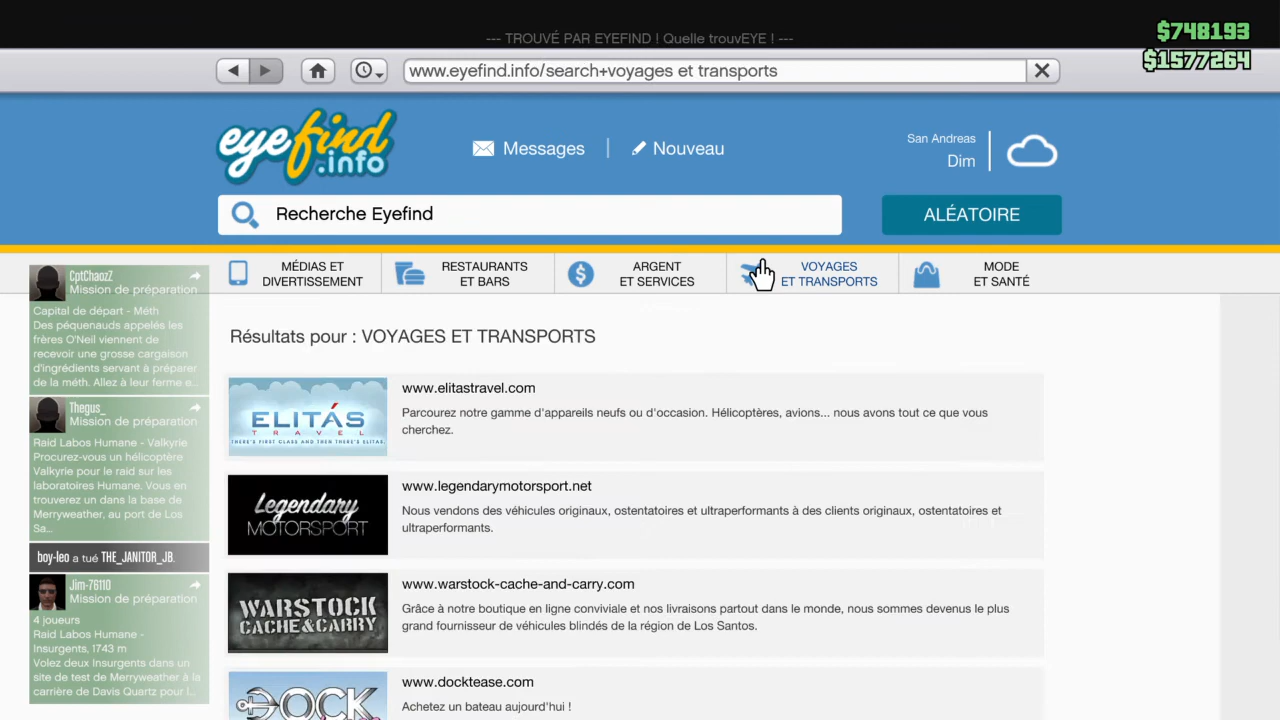 --- TROUVÉ PAR EYEFIND ! Quelle trouvEYE ! ---
$748193
$1577264
www.eyefind.info/search+voyages et transports
eyefind
.info
Messages
Nouveau
San Andreas
Dim
Recherche Eyefind
ALÉATOIRE
MÉDIAS ET
DIVERTISSEMENT
RESTAURANTS
ET BARS
ARGENT
ET SERVICES
VOYAGES
ET TRANSPORTS
MODE
ET SANTÉ
CptChaozZ
Mission de préparation
Capital de départ - Méth
Des péquenauds appelés les
frères O'Neil viennent de
recevoir une grosse cargaison
d'ingrédients servant à préparer
de la méth. Allez à leur ferme e...
Thegus_
Mission de préparation
Raid Labos Humane - Valkyrie
Procurez-vous un hélicoptère
Valkyrie pour le raid sur les
laboratoires Humane. Vous en
trouverez un dans la base de
Merryweather, au port de Los
Sa...
boy-leo a tué THE_JANITOR_JB.
Jim-76110
Mission de préparation
4 joueurs
Raid Labos Humane -
Insurgents, 1743 m
Volez deux Insurgents dans un
site de test de Merryweather à la
carrière de Davis Quartz pour l...
Résultats pour : VOYAGES ET TRANSPORTS
ELITÁS
TRAVEL
THERE'S FIRST CLASS AND THEN THERE'S ELITAS
www.elitastravel.com
Parcourez notre gamme d'appareils neufs ou d'occasion. Hélicoptères, avions... nous avons tout ce que vous
cherchez.
Legendary
MOTORSPORT
www.legendarymotorsport.net
Nous vendons des véhicules originaux, ostentatoires et ultraperformants à des clients originaux, ostentatoires et
ultraperformants.
WARSTOCK
CACHE&CARRY
www.warstock-cache-and-carry.com
Grâce à notre boutique en ligne conviviale et nos livraisons partout dans le monde, nous sommes devenus le plus
grand fournisseur de véhicules blindés de la région de Los Santos.
DOCK
www.docktease.com
Achetez un bateau aujourd'hui !